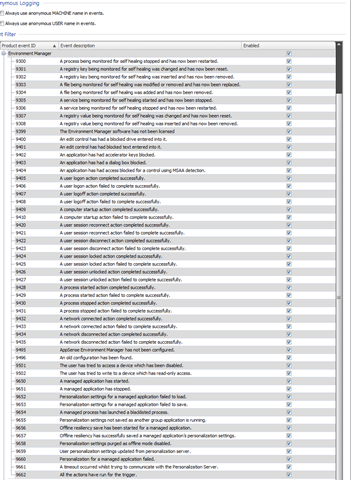 nymous Logging
Always use anonymous MACHINE name in events.
Always use anonymous USER name in events.
nt Filter
Product event ID Event description Enabled
Environment Manager
9300 A process being monitored for self healing stopped and has now been restarted.
9301 A registry key being monitored for self healing was changed and has now been reset.
9302 A registry key being monitored for self healing was inserted and has now been removed.
9303 A file being monitored for self healing was modified or removed and has now been replaced.
9304 A file being monitored for self healing was added and has now been removed.
9305 A service being monitored for self healing started and has now been stopped.
9306 A service being monitored for self healing stopped and has now been restarted.
9307 A registry value being monitored for self healing was changed and has now been reset.
9308 A registry value being monitored for self healing was inserted and has now been removed.
9399 The Environment Manager software has not been licensed
9400 An edit control has had a blocked drive entered into it.
9401 An edit control has had blocked text entered into it.
9402 An application has had accelerator keys blocked.
9403 An application has had a dialog box blocked.
9404 An application has had access blocked for a control using MSAA detection.
9405 A user logon action completed successfully.
9406 A user logon action failed to complete successfully.
9407 A user logoff action completed successfully.
9408 A user logoff action failed to complete successfully.
9409 A computer startup action completed successfully.
9410 A computer startup action failed to complete successfully.
9420 A user session reconnect action completed successfully.
9421 A user session reconnect action failed to complete successfully.
9422 A user session disconnect action completed successfully.
9423 A user session disconnect action failed to complete successfully.
9424 A user session locked action completed successfully.
9425 A user session locked action failed to complete successfully.
9426 A user session unlocked action completed successfully.
9427 A user session unlocked action failed to complete successfully.
9428 A process started action completed successfully.
9429 A process started action failed to complete successfully.
9430 A process stopped action completed successfully.
9431 A process stopped action failed to complete successfully.
9432 A network connected action completed successfully.
9433 A network connected action failed to complete successfully.
9434 A network disconnected action completed successfully.
9435 A network disconnected action failed to complete successfully.
9495 AppSense Environment Manager has not been configured.
9496 An old configuration has been found.
9501 The user has tried to access a device which has been disabled.
9502 The user has tried to write to a device which has read-only access.
9650 A managed application has started.
9651 A managed application has stopped.
9652 Personalization settings for a managed application failed to load.
9653 Personalization settings for a managed application failed to save.
9654 A managed process has launched a blacklisted process.
9655 Personalization settings not saved as another group application is running.
9656 Offline resiliency save has been started for a managed application.
9657 Offline resiliency has successfully saved a managed application's personalization settings.
9658 Personalization settings purged as offline mode disabled.
9659 User personalization settings updated from personalization server.
9660 Personalization for a managed application failed.
9661 A timeout occurred whilst trying to communicate with the Personalization Server.
9662 All the actions have run for the trigger.